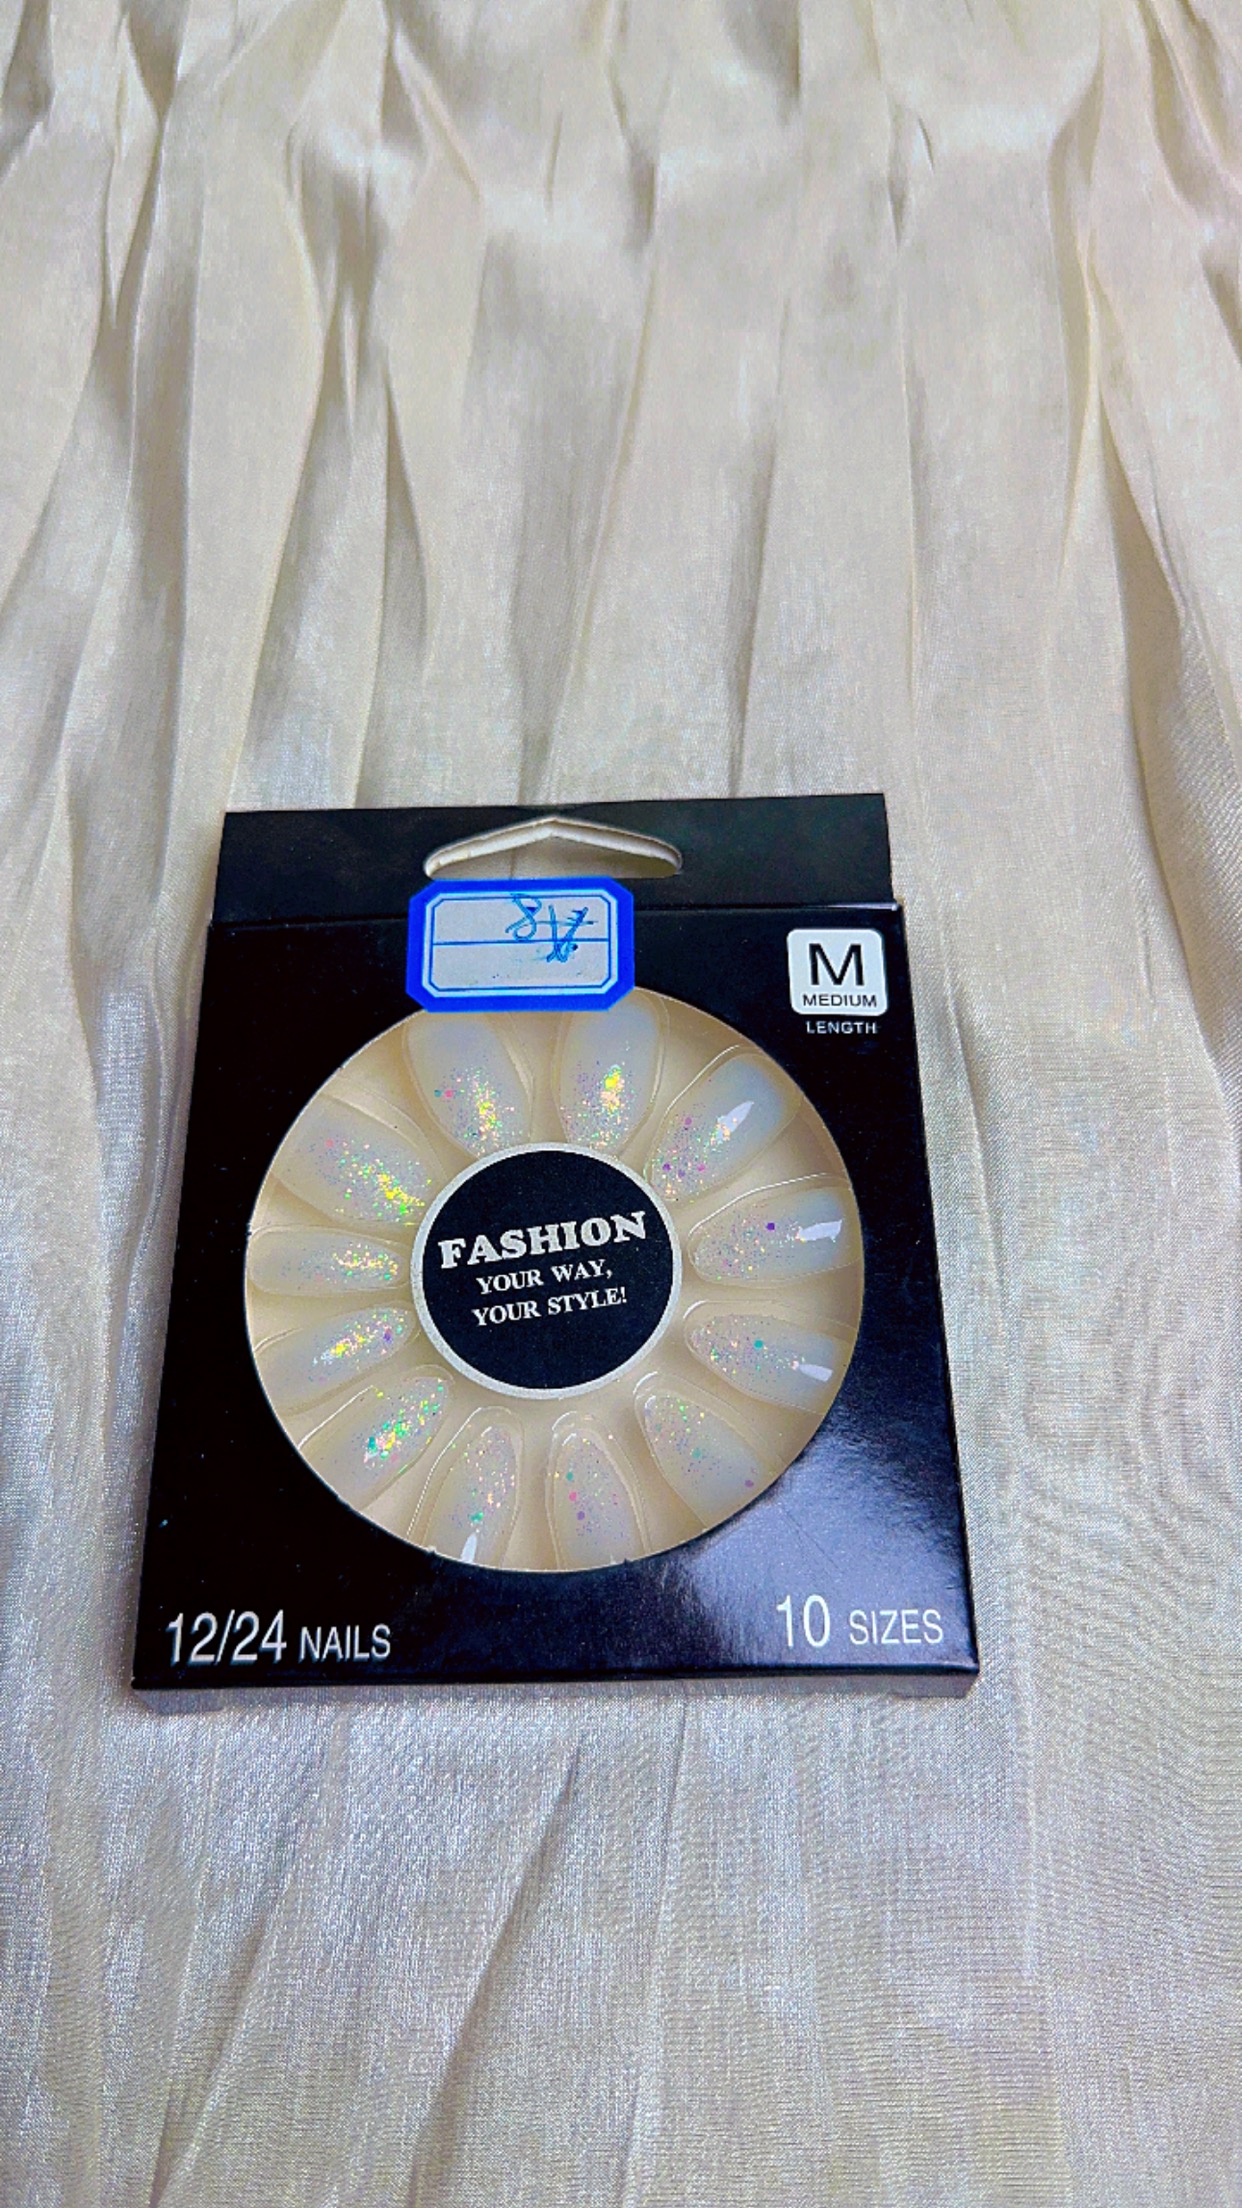 M
MEDIUM
LENGTH
FASHION
YOUR WAY,
YOUR STYLE!
12/24 NAILS
10 SIZES